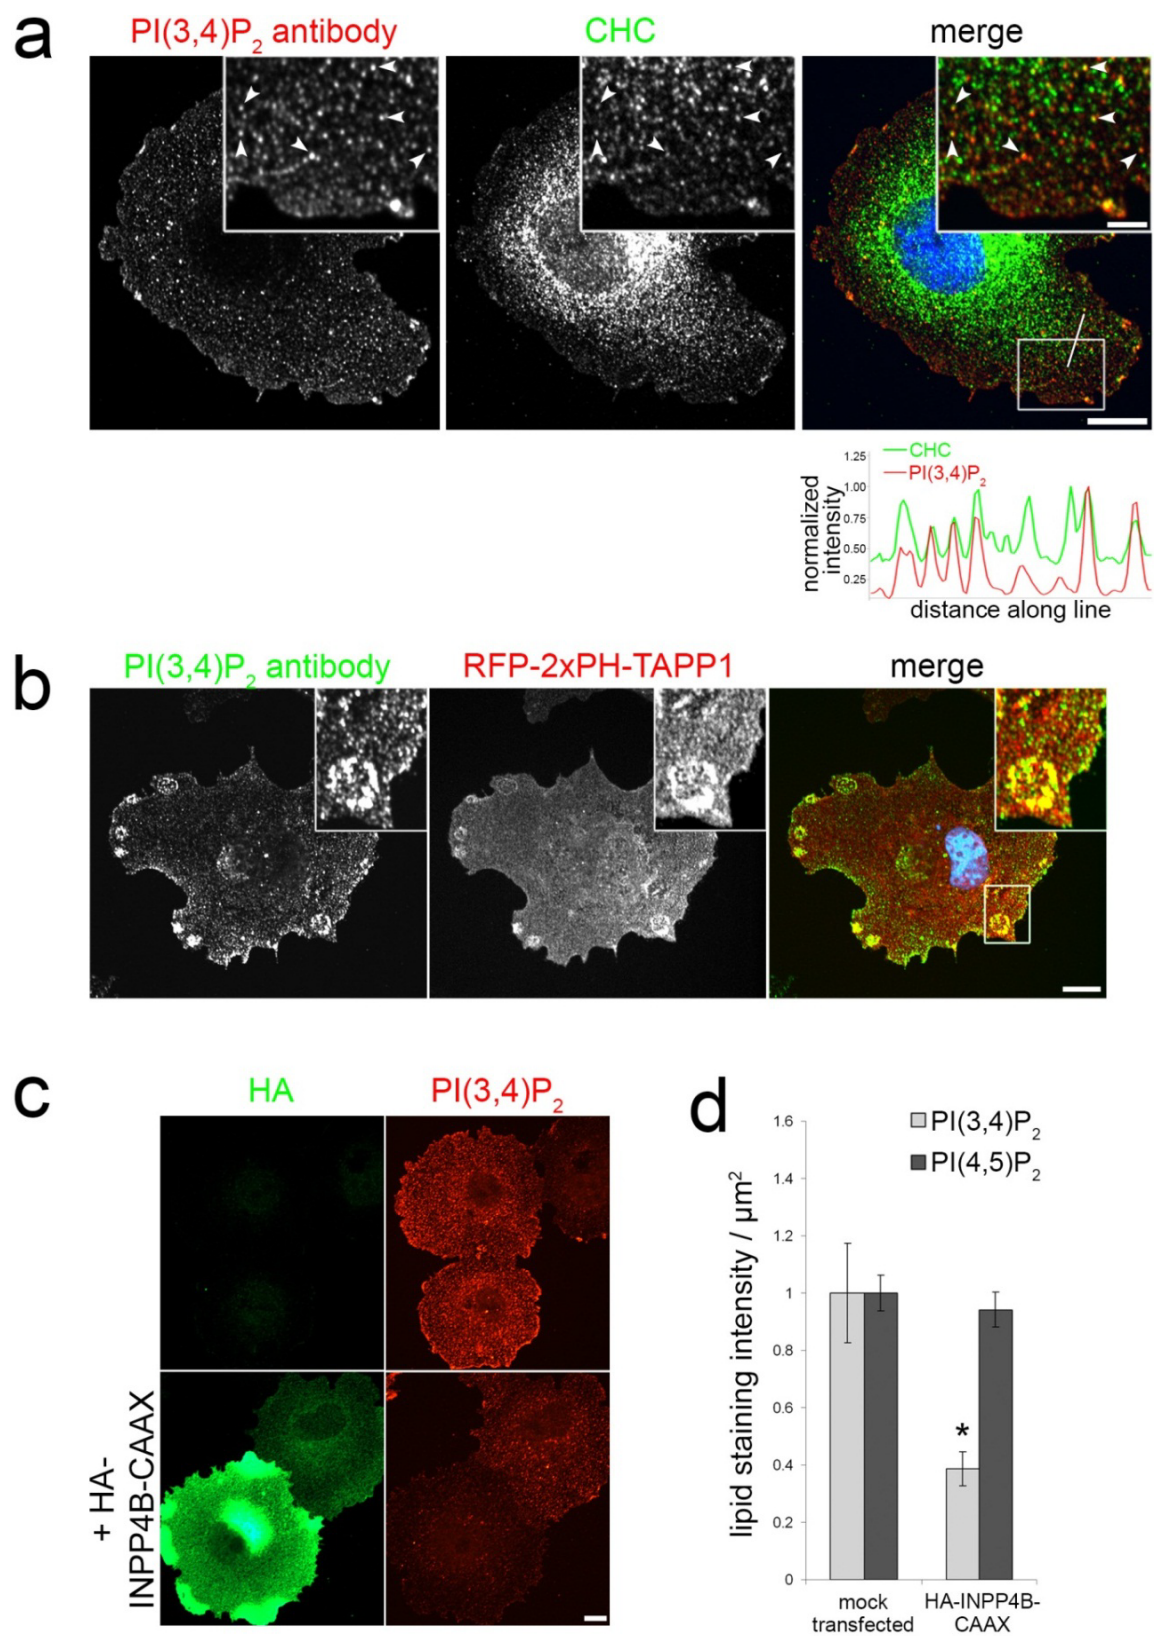 a
PI(3,4)P2 antibody
CHC
merge
CHC
PI(3,4)P2
normalized
intensity
1.25
1.00
0.75
0.50
0.25
distance along line
b
PI(3,4)P2 antibody
RFP-2xPH-TAPP1
merge
c
HA
PI(3,4)P2
+ HA-
INPP4B-CAAX
d
PI(3,4)P2
PI(4,5)P2
lipid staining intensity / µm2
1.6
1.4
1.2
1
0.8
0.6
0.4
0.2
0
*
mock
transfected
HA-INPP4B-
CAAX